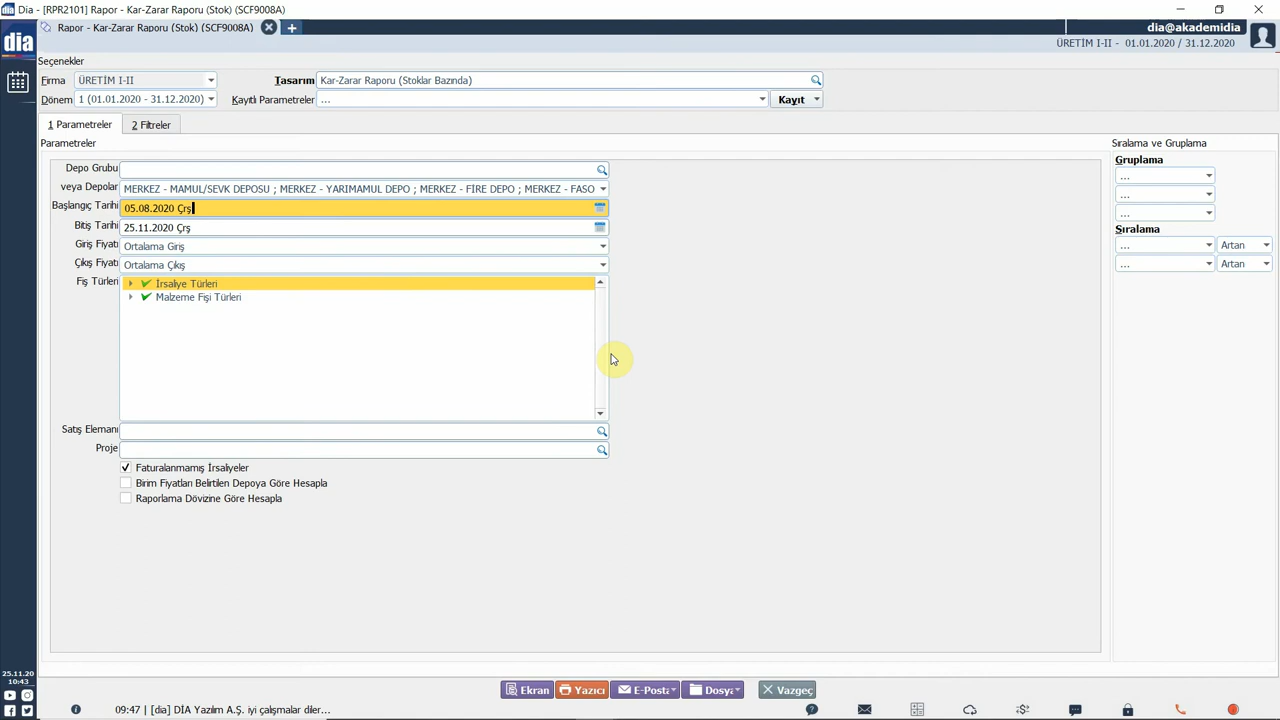 Dia - [RPR2101] Rapor - Kar-Zarar Raporu (Stok) (SCF9008A)
dia
Rapor - Kar-Zarar Raporu (Stok) (SCF9008A)
dia@akademidia
ÜRETİM I-II - 01.01.2020 / 31.12.2020
Seçenekler
Firma ÜRETİM I-II Tasarım Kar-Zarar Raporu (Stoklar Bazında)
Dönem 1 (01.01.2020 - 31.12.2020) Kayıtlı Parametreler ... Kayıt
1 Parametreler 2 Filtreler
Parametreler
Depo Grubu
veya Depolar MERKEZ - MAMUL/SEVK DEPOSU ; MERKEZ - YARIMAMUL DEPO ; MERKEZ - FİRE DEPO ; MERKEZ - FASO
Başlangıç Tarihi 05.08.2020 Çrş
Bitiş Tarihi 25.11.2020 Çrş
Giriş Fiyatı Ortalama Giriş
Çıkış Fiyatı Ortalama Çıkış
Fiş Türleri İrsaliye Türleri
Malzeme Fişi Türleri
Satış Elemanı
Proje
Faturalanmamış İrsaliyeler
Birim Fiyatları Belirtilen Depoya Göre Hesapla
Raporlama Dövizine Göre Hesapla
Sıralama ve Gruplama
Gruplama
...
...
...
Sıralama
... Artan
... Artan
25.11.20
10:43
Ekran Yazıcı E-Posta Dosya Vazgeç
09:47 | [dia] DİA Yazılım A.Ş. iyi çalışmalar diler...